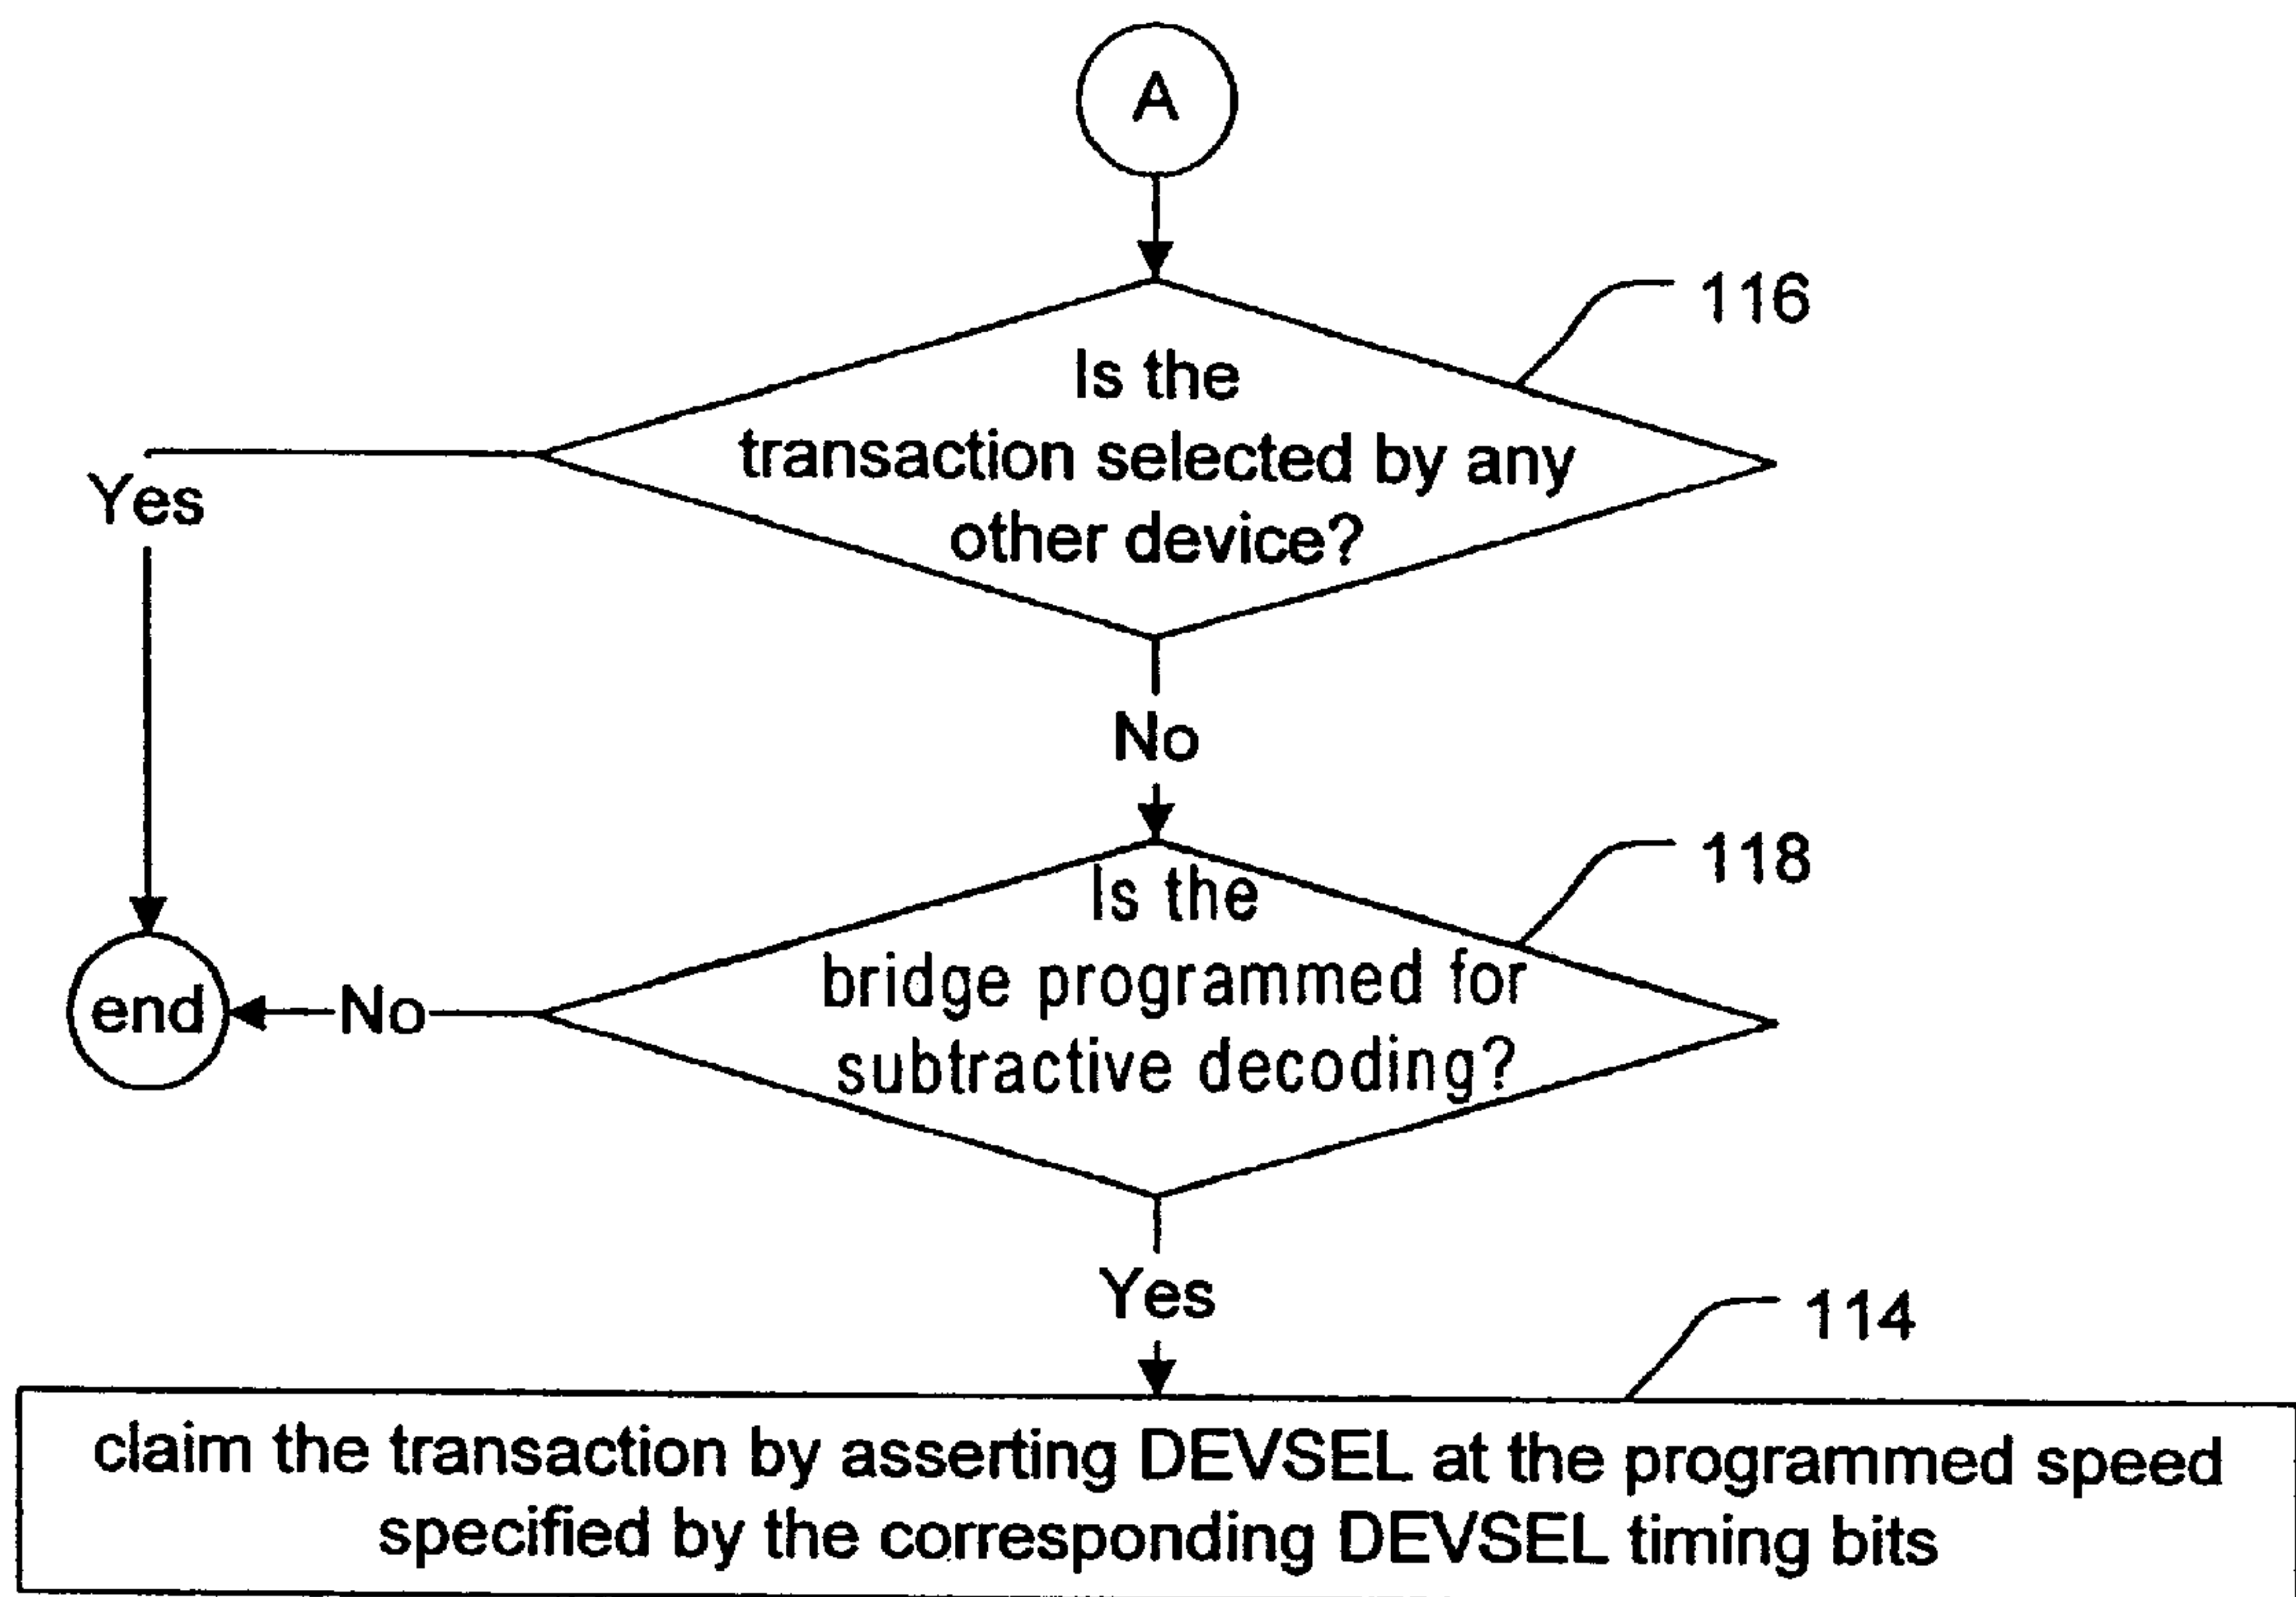 A
116
Is the
transaction selected by any
other device?
Yes
No
118
Is the
bridge programmed for
subtractive decoding?
end
No
Yes
114
claim the transaction by asserting DEVSEL at the programmed speed
specified by the corresponding DEVSEL timing bits